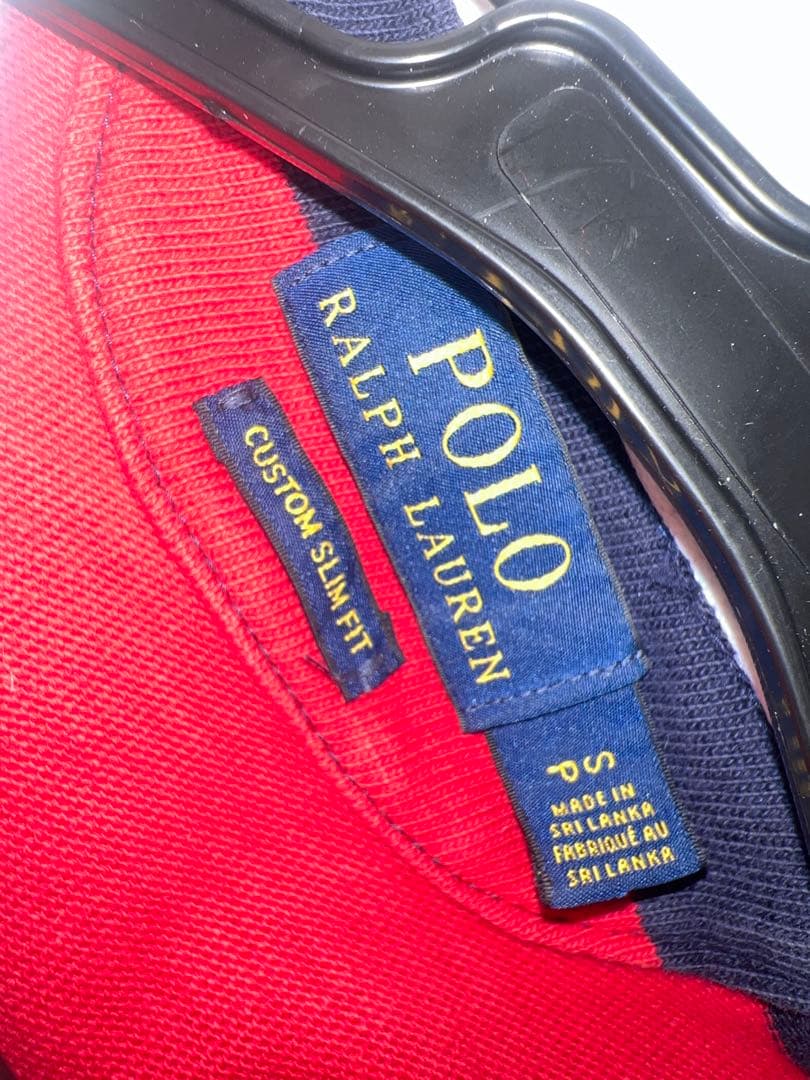 POLO
RALPH LAUREN
CUSTOM SLIM FIT
S
P
MADE IN
SRI LANKA
FABRIQUÉ AU
SRI LANKA